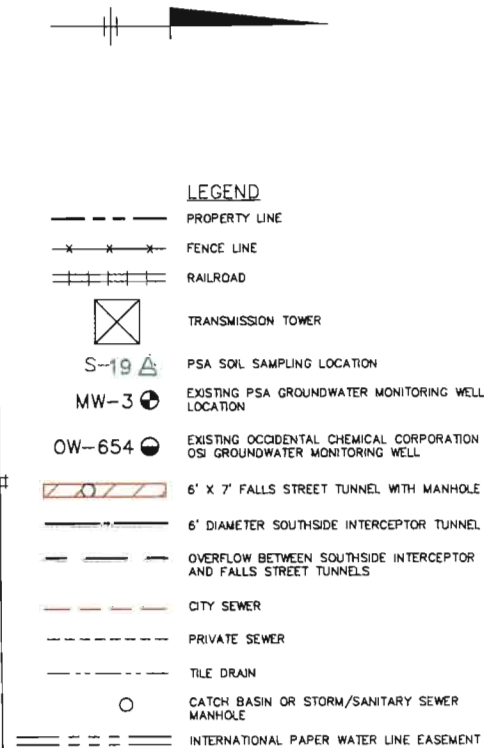 LEGEND
PROPERTY LINE
FENCE LINE
RAILROAD
TRANSMISSION TOWER
S-19 PSA SOIL SAMPLING LOCATION
MW-3 EXISTING PSA GROUNDWATER MONITORING WELL
LOCATION
OW-654 EXISTING OCCIDENTAL CHEMICAL CORPORATION
OSI GROUNDWATER MONITORING WELL
6' X 7' FALLS STREET TUNNEL WITH MANHOLE
6' DIAMETER SOUTHSIDE INTERCEPTOR TUNNEL
OVERFLOW BETWEEN SOUTHSIDE INTERCEPTOR
AND FALLS STREET TUNNELS
CITY SEWER
PRIVATE SEWER
TILE DRAIN
CATCH BASIN OR STORM/SANITARY SEWER
MANHOLE
INTERNATIONAL PAPER WATER LINE EASEMENT